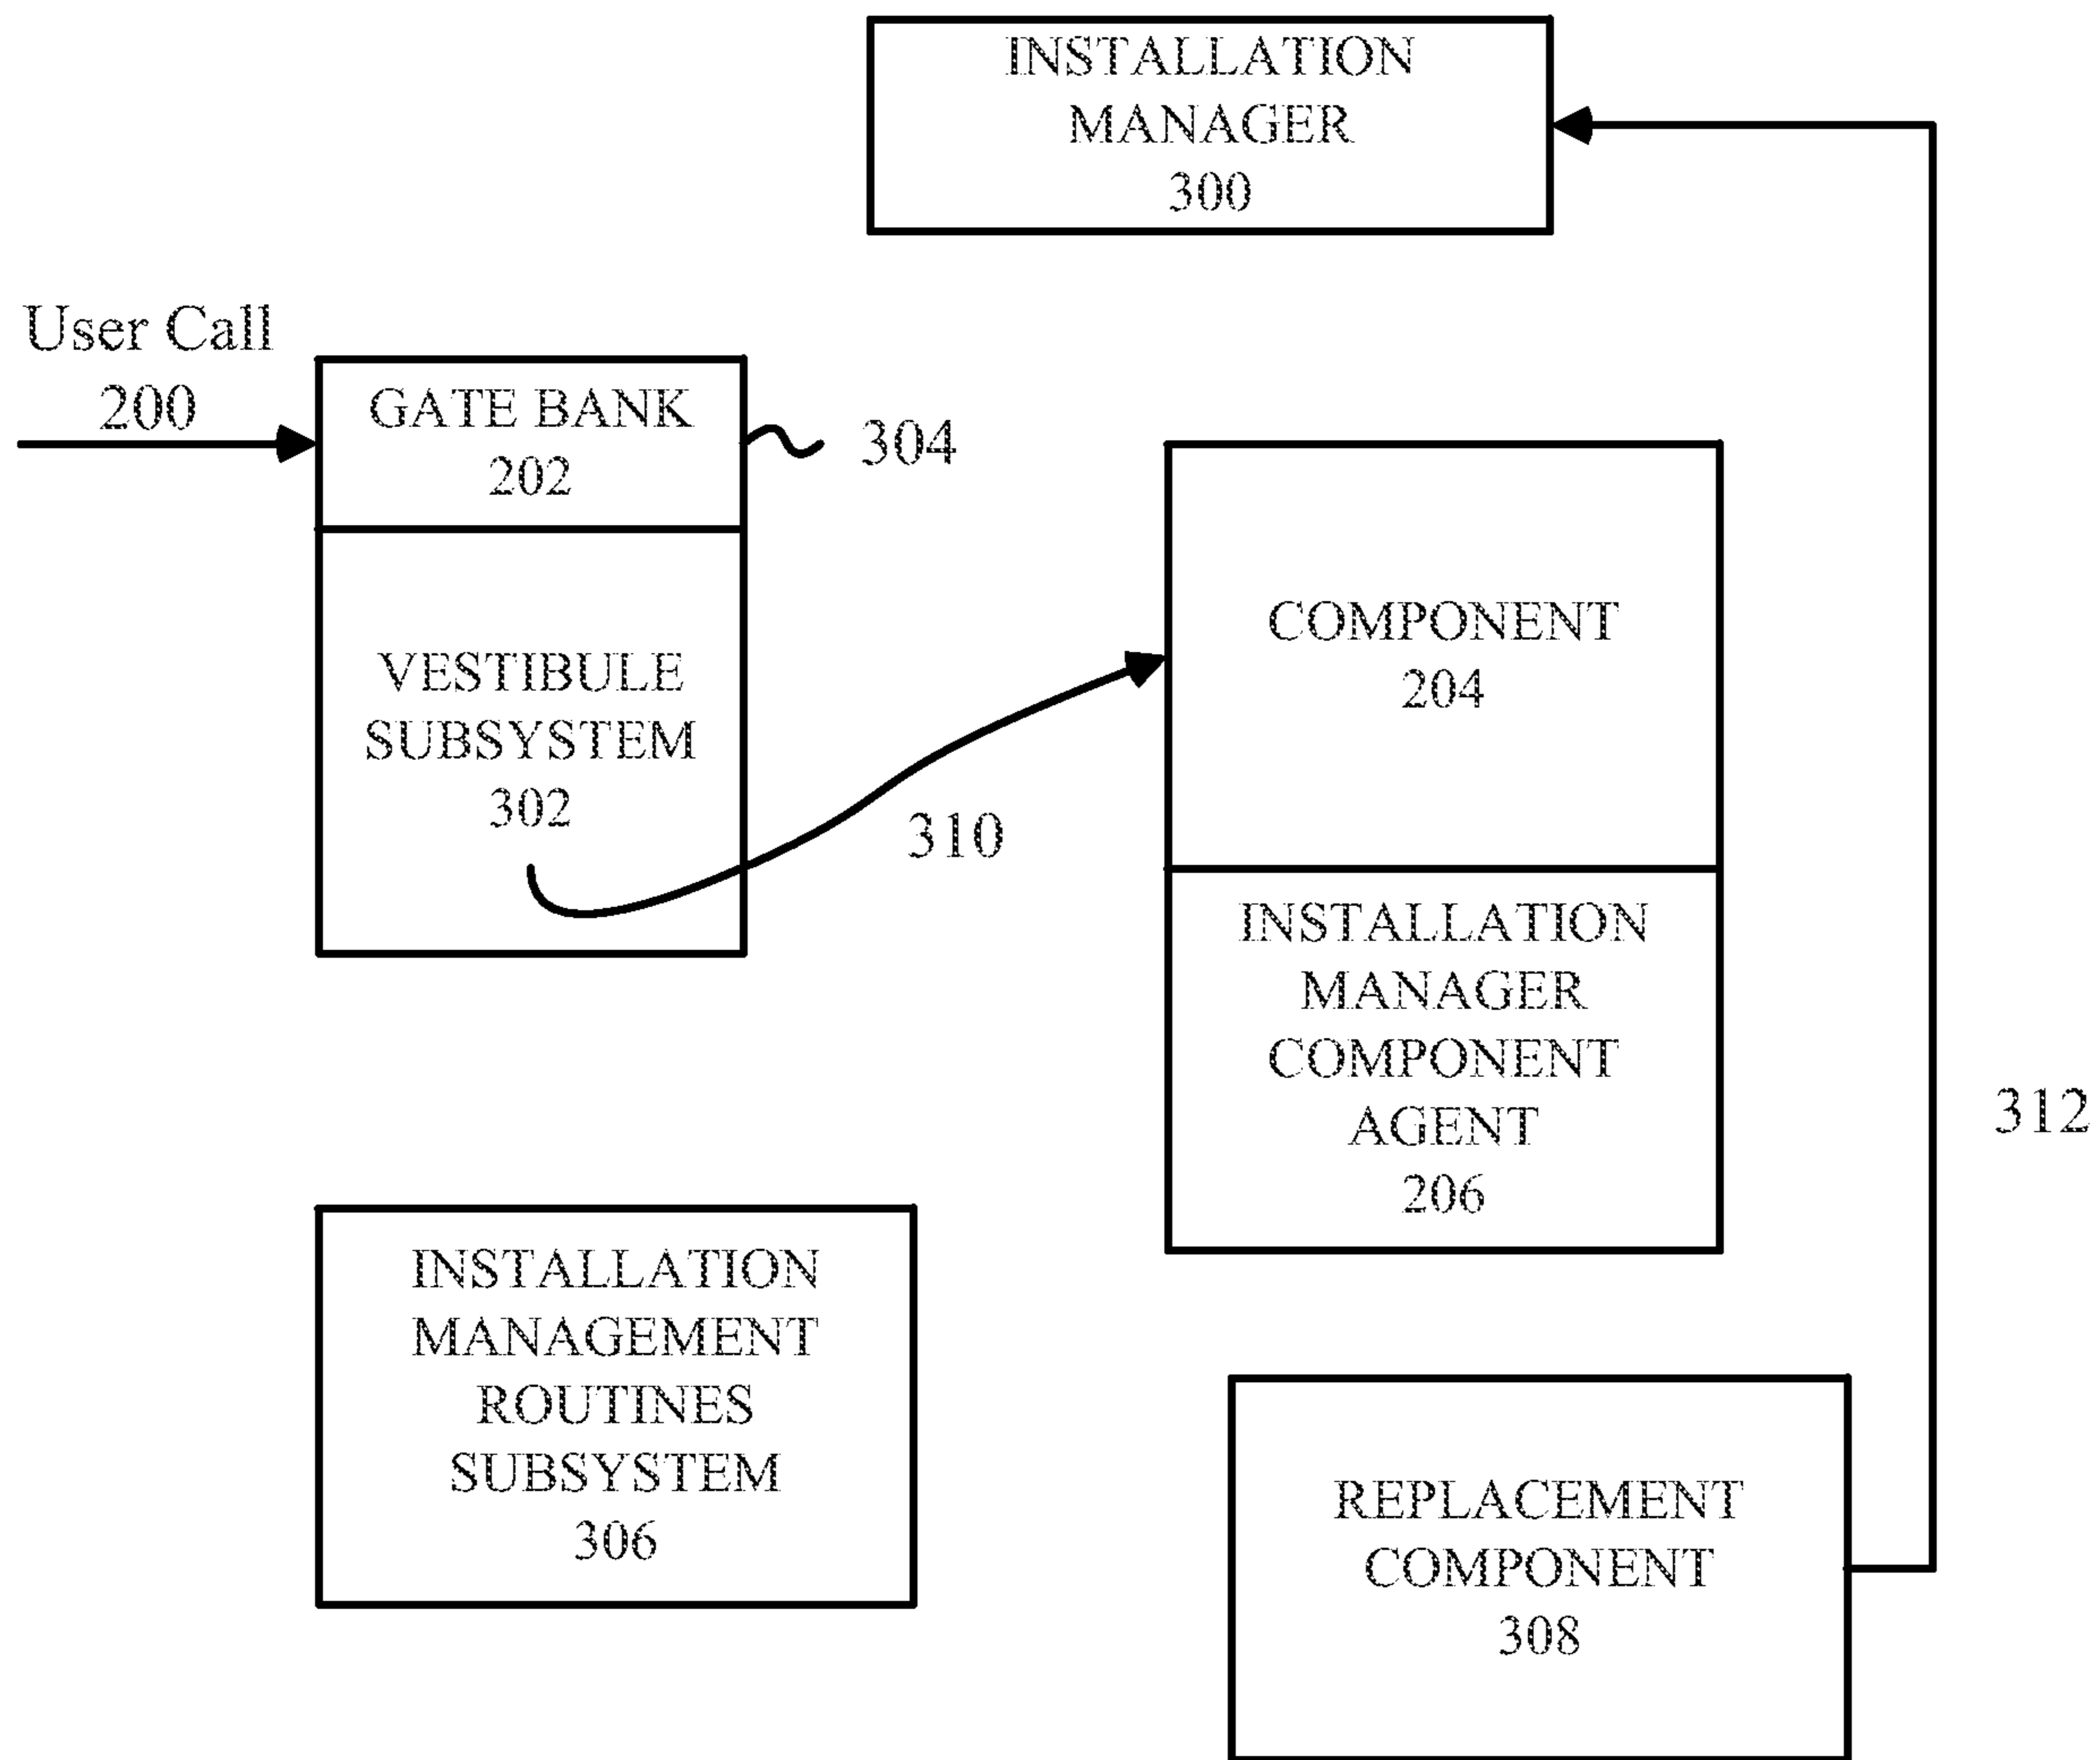 INSTALLATION
MANAGER
300
User Call
200
GATE BANK
202
304
VESTIBULE
SUBSYSTEM
302
310
COMPONENT
204
INSTALLATION
MANAGER
COMPONENT
AGENT
206
312
INSTALLATION
MANAGEMENT
ROUTINES
SUBSYSTEM
306
REPLACEMENT
COMPONENT
308